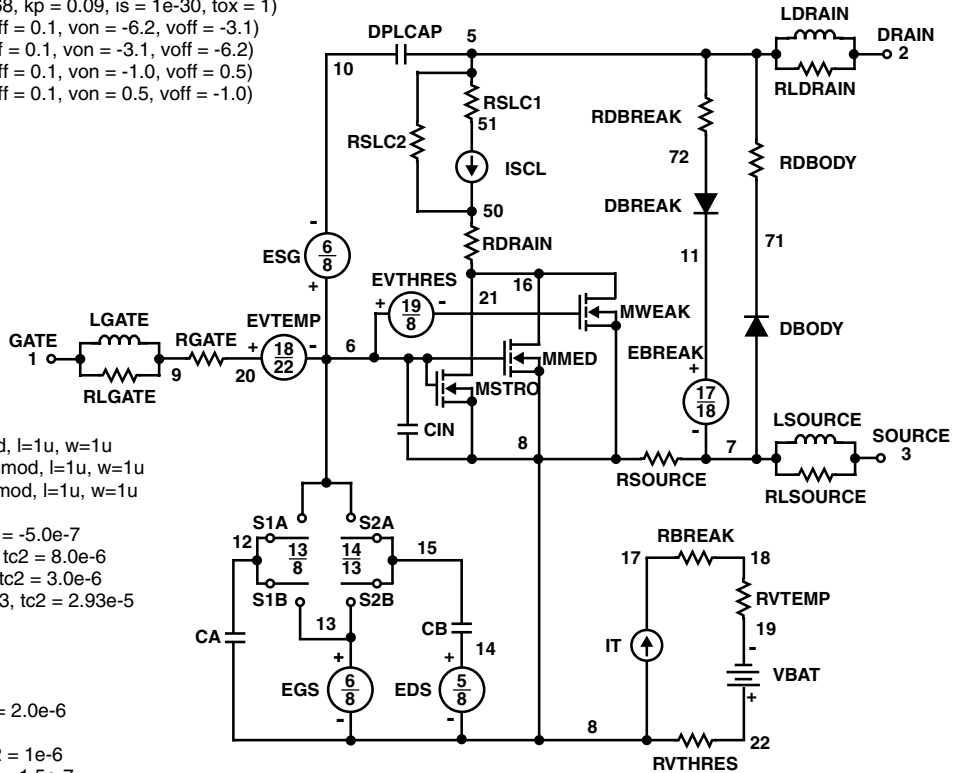 68, kp = 0.09, is = 1e-30, tox = 1)
ff = 0.1, von = -6.2, voff = -3.1)
f = 0.1, von = -3.1, voff = -6.2)
ff = 0.1, von = -1.0, voff = 0.5)
ff = 0.1, von = 0.5, voff = -1.0)
LDRAIN
DPLCAP
5
DRAIN
2
10
RLDRAIN
RSLC1
51
RDBREAK
RSLC2
72
RDBODY
ISCL
DBREAK
50
RDRAIN
71
ESG
6
8
11
EVTHRES
16
19
8
21
MWEAK
LGATE
EVTEMP
DBODY
GATE
1
RGATE
18
22
6
EBREAK
MMED
9
20
MSTRO
17
18
RLGATE
LSOURCE
CIN
8
7
SOURCE
3
d, l=1u, w=1u
mod, l=1u, w=1u
RSOURCE
mod, l=1u, w=1u
RLSOURCE
S1A
S2A
= -5.0e-7
12
13
8
14
13
15
RBREAK
tc2 = 8.0e-6
17
18
tc2 = 3.0e-6
S1B
S2B
RVTEMP
3, tc2 = 2.93e-5
13
19
CA
CB
14
IT
VBAT
EGS
6
8
EDS
5
8
= 2.0e-6
8
22
2 = 1e-6
RVTHRES